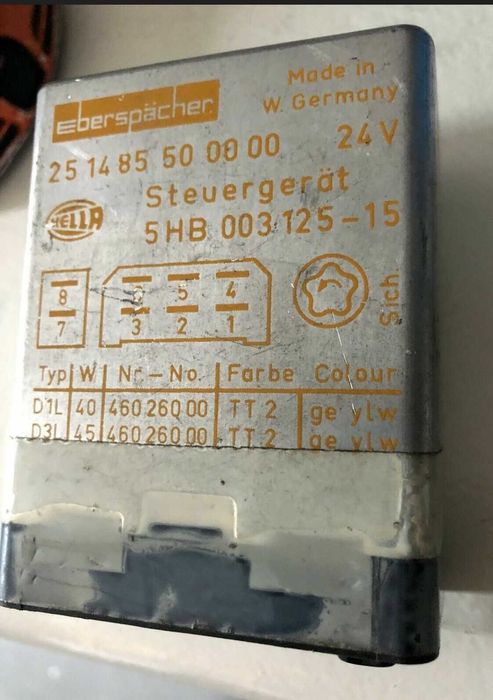 Eberspächer
Made in
W. Germany
25 14 85 50 00 00 24V
HELLA
Steuergerät
5HB 003 125-15
8 6 5 4
7 3 2 1
Sich.
Typ W Nr-No. Farbe Colour
D1L 40 460 260 00 TT 2 ge ylw
D3L 45 460 260 00 TT 2 ge ylw